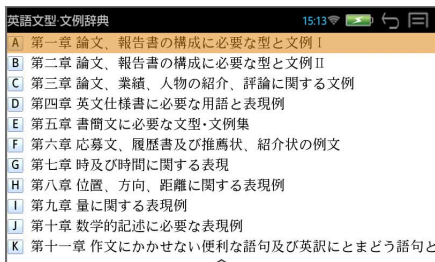 英語文型·文例辞典 15:13
A 第一章 論文、報告書の構成に必要な型と文例Ⅰ
B 第二章 論文、報告書の構成に必要な型と文例Ⅱ
C 第三章 論文、業績、人物の紹介、評論に関する文例
D 第四章 英文仕様書に必要な用語と表現例
E 第五章 書簡文に必要な文型･文例集
F 第六章 応募文、履歴書及び推薦状、紹介状の例文
G 第七章 時及び時間に関する表現
H 第八章 位置、方向、距離に関する表現例
I 第九章 量に関する表現例
J 第十章 数学的記述に必要な表現例
K 第十一章 作文にかかせない便利な語句及び英訳にとまどう語句と